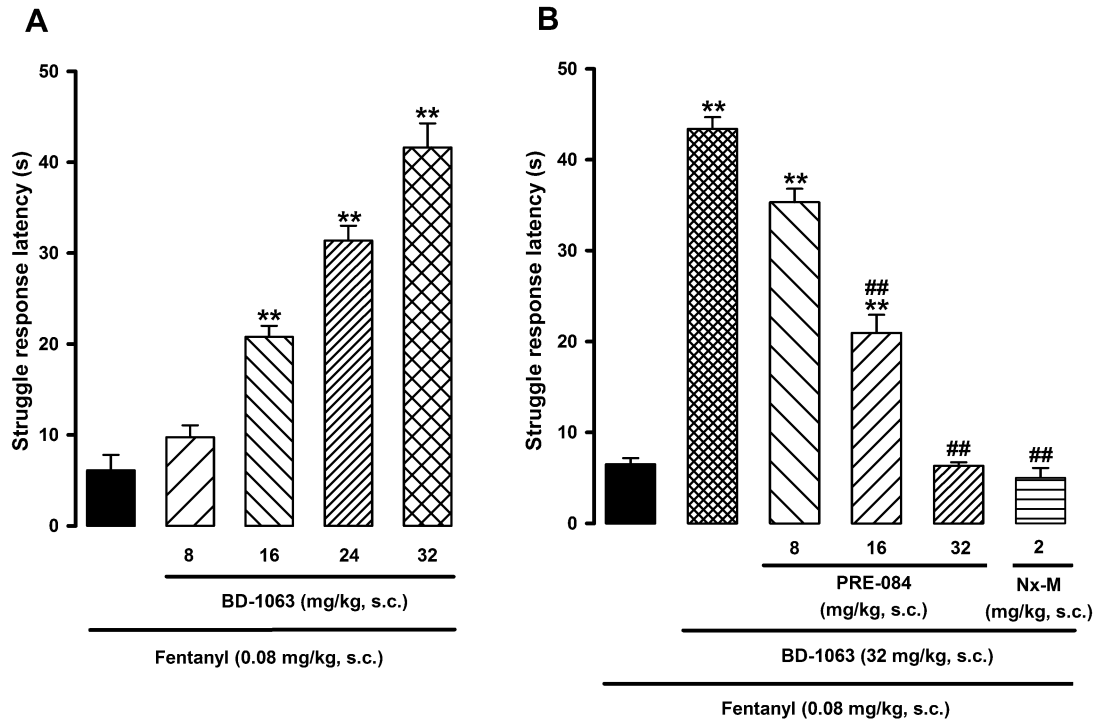 A
Struggle response latency (s)
50
40
30
20
10
0
**
**
**
8 16 24 32
BD-1063 (mg/kg, s.c.)
Fentanyl (0.08 mg/kg, s.c.)
B
Struggle response latency (s)
50
40
30
20
10
0
**
**
##
**
##
##
8 16 32 2
PRE-084
(mg/kg, s.c.)
Nx-M
(mg/kg, s.c.)
BD-1063 (32 mg/kg, s.c.)
Fentanyl (0.08 mg/kg, s.c.)